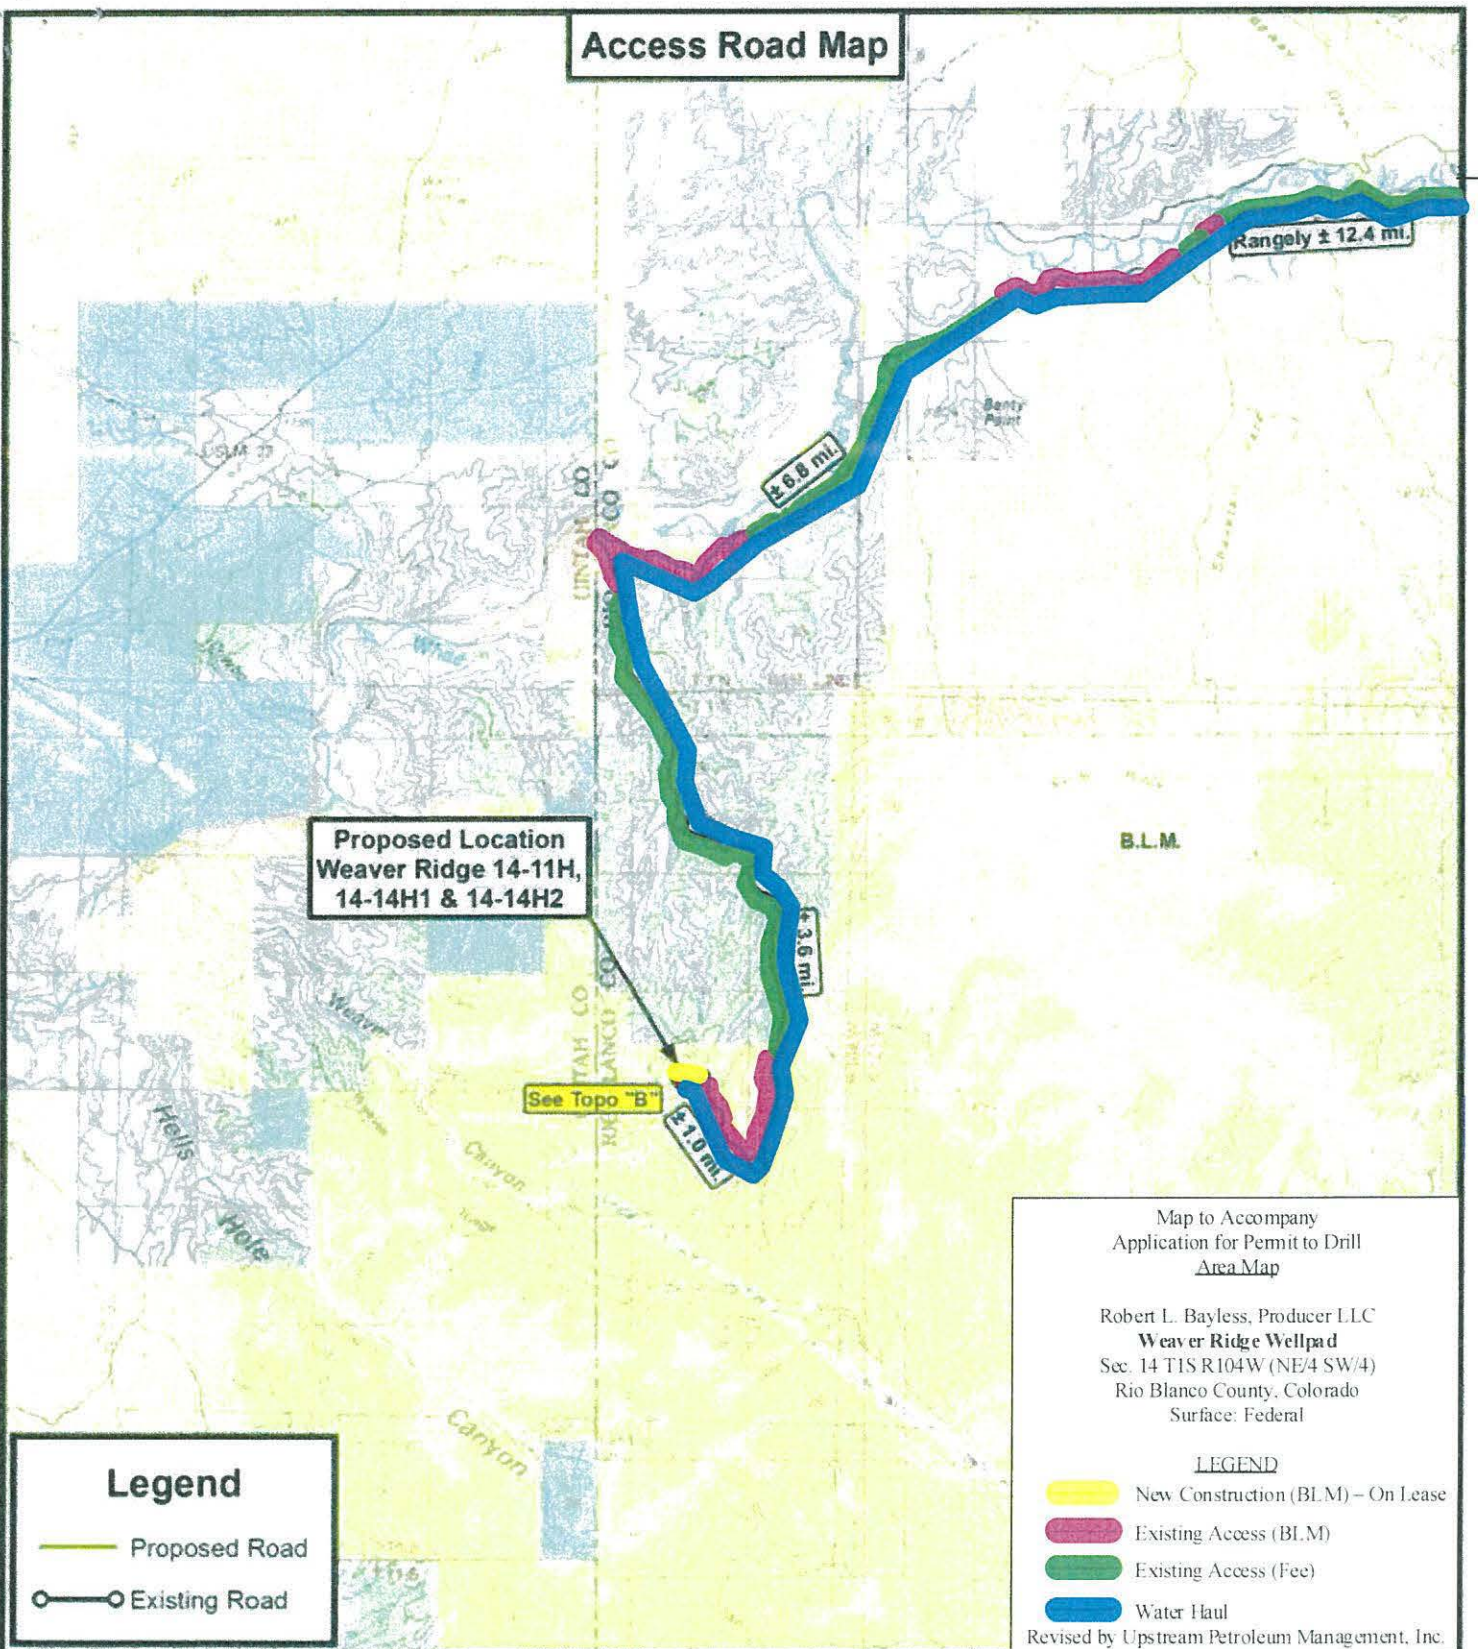 Access Road Map
Rangely ± 12.4 mi.
Banty
Point
± 6.8 mi.
UINTAH CO
CO
White
B.L.M.
Proposed Location
Weaver Ridge 14-11H,
14-14H1 & 14-14H2
± 3.6 mi.
Weaver
See Topo "B"
± 1.0 mi.
Hells
Hole
Canyon
Canyon
Map to Accompany
Application for Permit to Drill
Area Map
Robert L. Bayless, Producer LLC
Weaver Ridge Wellpad
Sec. 14 T1S R104W (NE/4 SW/4)
Rio Blanco County, Colorado
Surface: Federal
LEGEND
New Construction (BLM) – On Lease
Existing Access (BLM)
Existing Access (Fee)
Water Haul
Revised by Upstream Petroleum Management, Inc.
Legend
Proposed Road
Existing Road